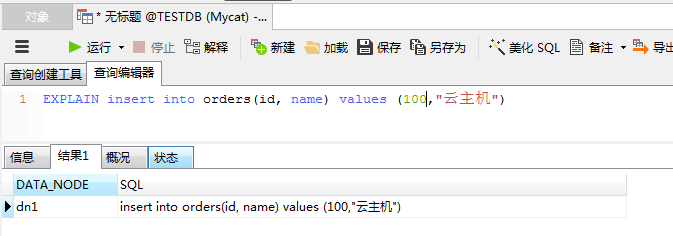 对象 * 无标题 @TESTDB (Mycat) -...
运行 停止 解释 新建 加载 保存 另存为 美化 SQL 备注 导出
查询创建工具 查询编辑器
1 EXPLAIN insert into orders(id, name) values (100,"云主机")
信息 结果1 概况 状态
DATA_NODE SQL
dn1 insert into orders(id, name) values (100,"云主机")